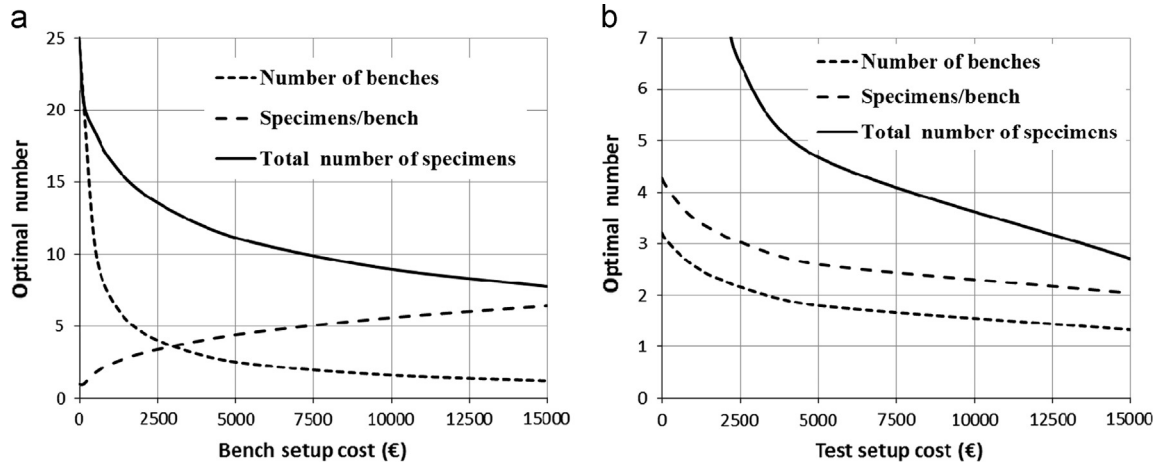 a
25
20
15
10
5
0
Optimal number
Number of benches
Specimens/bench
Total number of specimens
0 2500 5000 7500 10000 12500 15000
Bench setup cost (€)
b
7
6
5
4
3
2
1
0
Optimal number
Number of benches
Specimens/bench
Total number of specimens
0 2500 5000 7500 10000 12500 15000
Test setup cost (€)